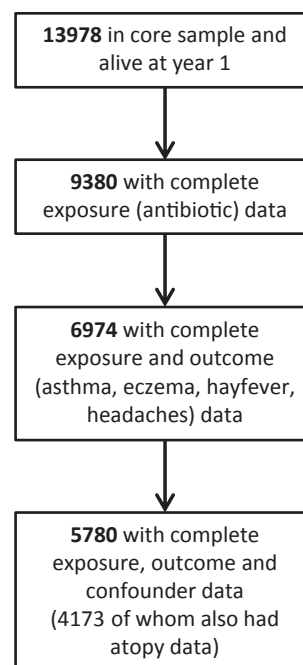 13978 in core sample and
alive at year 1
9380 with complete
exposure (antibiotic) data
6974 with complete
exposure and outcome
(asthma, eczema, hayfever,
headaches) data
5780 with complete
exposure, outcome and
confounder data
(4173 of whom also had
atopy data)